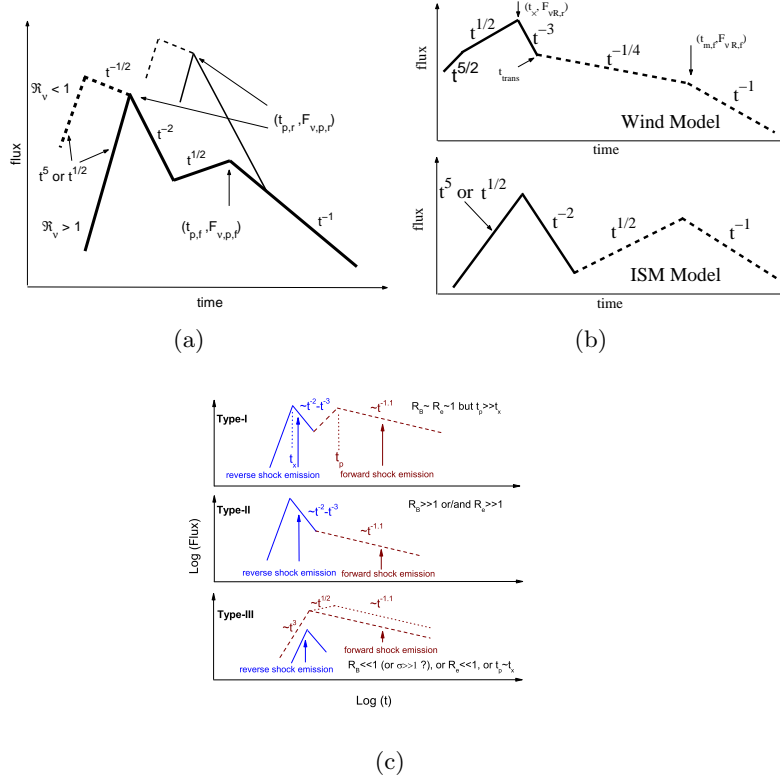 flux
t^{-1/2}
ℜ_ν < 1
t^{-2}
t^5 or t^{1/2}
t^{1/2}
(t_{p,r} ,F_{ν,p,r})
ℜ_ν > 1
(t_{p,f} ,F_{ν,p,f})
t^{-1}
time
(a)
(t_×, F_{νR,r})
t^{1/2}
t^{-3}
t^{5/2}
t_{trans}
t^{-1/4}
(t_{m,f},F_{νR,f})
t^{-1}
flux
Wind Model
time
t^5 or t^{1/2}
t^{-2}
t^{1/2}
t^{-1}
flux
ISM Model
time
(b)
Type-I
~t^{-2}-t^{-3}
~t^{-1.1}
R_B~ R_e~1 but t_p>>t_x
t_x
t_p
reverse shock emission
forward shock emission
Type-II
~t^{-2}-t^{-3}
~t^{-1.1}
R_B>>1 or/and R_e>>1
reverse shock emission
forward shock emission
Log (Flux)
Type-III
~t^3
~t^{1/2}
~t^{-1.1}
reverse shock emission
forward shock emission
R_B<<1 (or σ>>1 ?), or R_e<<1, or t_p~t_x
Log (t)
(c)